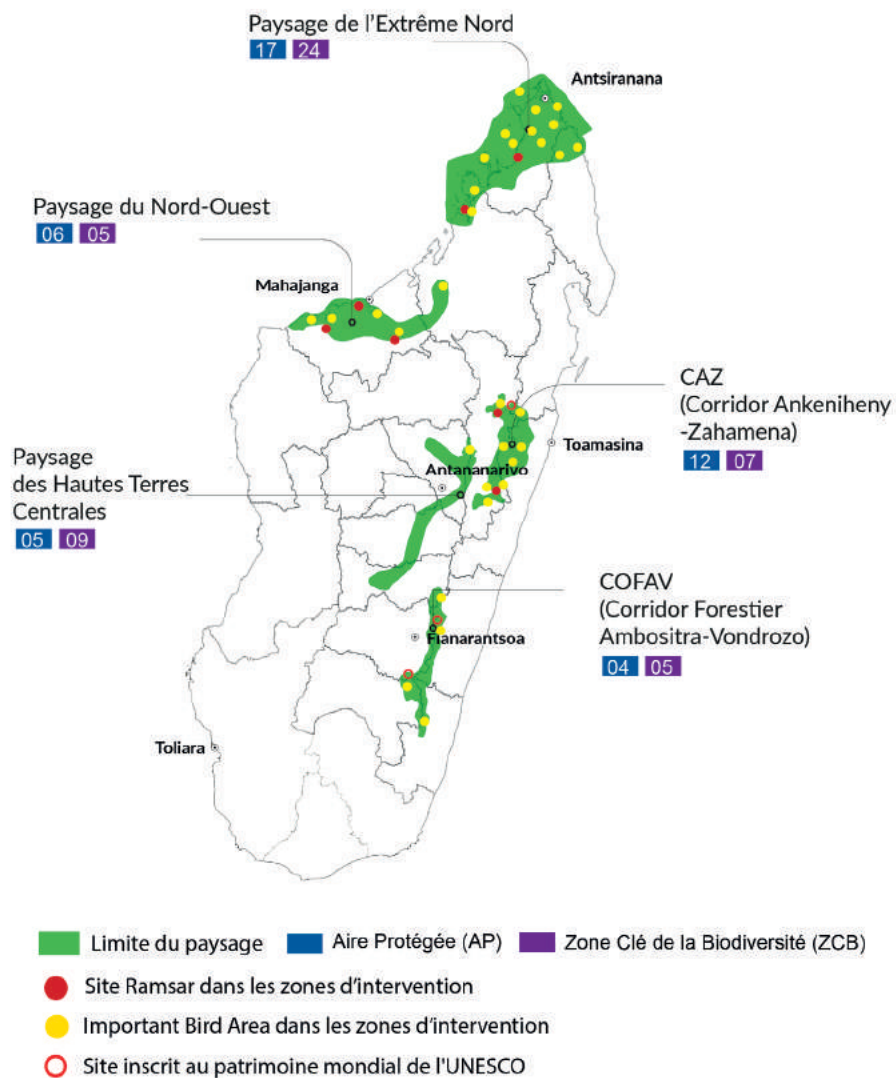 Paysage de l'Extrême Nord
17 24
Antsiranana
Paysage du Nord-Ouest
06 05
Mahajanga
CAZ
(Corridor Ankeniheny
-Zahamena)
12 07
Toamasina
Paysage
des Hautes Terres
Centrales
05 09
Antananarivo
COFAV
(Corridor Forestier
Ambositra-Vondrozo)
04 05
Fianarantsoa
Toliara
Limite du paysage
Aire Protégée (AP)
Zone Clé de la Biodiversité (ZCB)
Site Ramsar dans les zones d'intervention
Important Bird Area dans les zones d'intervention
Site inscrit au patrimoine mondial de l'UNESCO